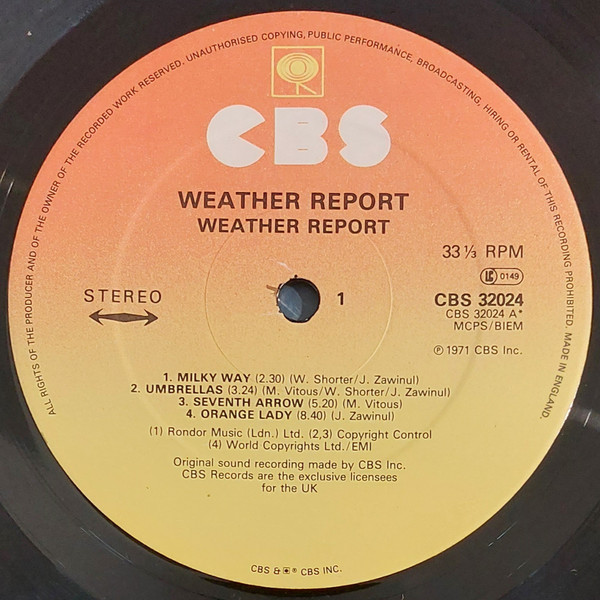 ALL RIGHTS OF THE PRODUCER AND OF THE OWNER OF THE RECORDED WORK RESERVED. UNAUTHORISED COPYING, PUBLIC PERFORMANCE, BROADCASTING, HIRING OR RENTAL OF THIS RECORDING PROHIBITED. MADE IN ENGLAND.
CBS
WEATHER REPORT
WEATHER REPORT
33⅓ RPM
LC 0149
STEREO
1
CBS 32024
CBS 32024 A*
MCPS/BIEM
℗ 1971 CBS Inc.
1. MILKY WAY (2.30) (W. Shorter/J. Zawinul)
2. UMBRELLAS (3.24) (M. Vitous/W. Shorter/J. Zawinul)
3. SEVENTH ARROW (5.20) (M. Vitous)
4. ORANGE LADY (8.40) (J. Zawinul)
(1) Rondor Music (Ldn.) Ltd. (2,3) Copyright Control
(4) World Copyrights Ltd./EMI
Original sound recording made by CBS Inc.
CBS Records are the exclusive licensees
for the UK
CBS & ® CBS INC.